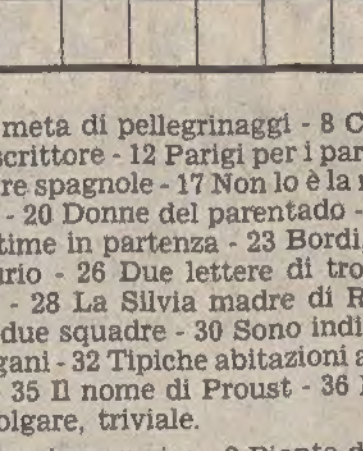 meta di pellegrinaggi - 8 C
scrittore - 12 Parigi per i par
re spagnole - 17 Non lo è la
- 20 Donne del parentado -
time in partenza - 23 Bordi
rio - 26 Due lettere di tro
- 28 La Silvia madre di R
due squadre - 30 Sono indi
gani - 32 Tipiche abitazioni a
- 35 Il nome di Proust - 36
olgare, triviale.